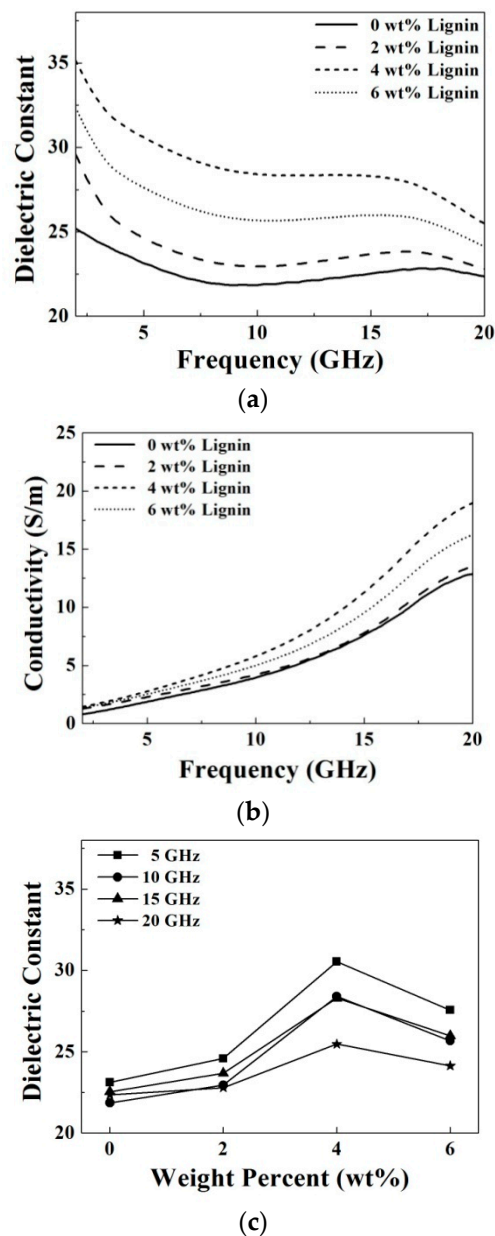 0 wt% Lignin
2 wt% Lignin
4 wt% Lignin
6 wt% Lignin
Dielectric Constant
35
30
25
20
5
10
15
20
Frequency (GHz)
(a)
0 wt% Lignin
2 wt% Lignin
4 wt% Lignin
6 wt% Lignin
Conductivity (S/m)
25
20
15
10
5
0
5
10
15
20
Frequency (GHz)
(b)
5 GHz
10 GHz
15 GHz
20 GHz
Dielectric Constant
35
30
25
20
0
2
4
6
Weight Percent (wt%)
(c)